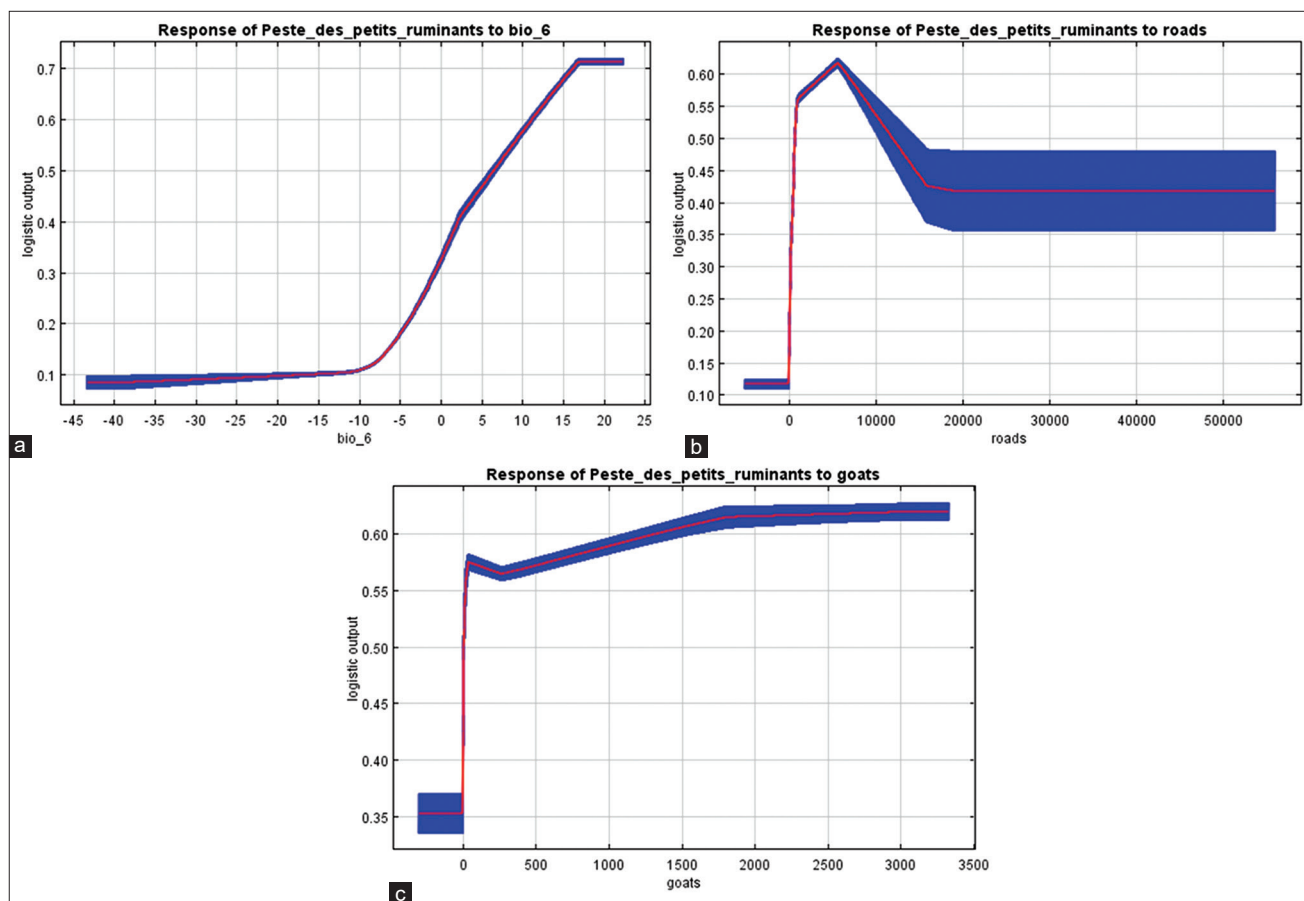 Response of Peste_des_petits_ruminants to bio_6
logistic output
0.7
0.6
0.5
0.4
0.3
0.2
0.1
-45 -40 -35 -30 -25 -20 -15 -10 -5 0 5 10 15 20 25
bio_6
a
Response of Peste_des_petits_ruminants to roads
logistic output
0.60
0.55
0.50
0.45
0.40
0.35
0.30
0.25
0.20
0.15
0.10
0 10000 20000 30000 40000 50000
roads
b
Response of Peste_des_petits_ruminants to goats
logistic output
0.60
0.55
0.50
0.45
0.40
0.35
0 500 1000 1500 2000 2500 3000 3500
goats
c